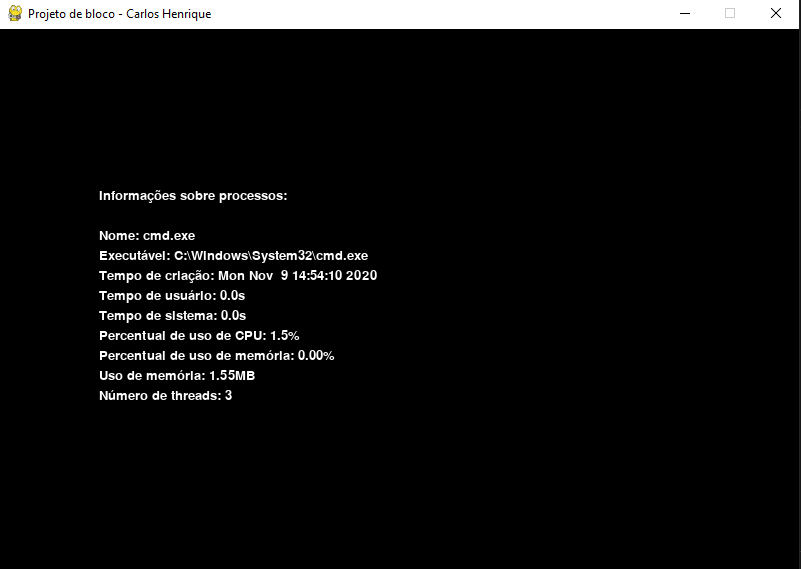 Projeto de bloco - Carlos Henrique
Informações sobre processos:
Nome: cmd.exe
Executável: C:\Windows\System32\cmd.exe
Tempo de criação: Mon Nov  9 14:54:10 2020
Tempo de usuário: 0.0s
Tempo de sistema: 0.0s
Percentual de uso de CPU: 1.5%
Percentual de uso de memória: 0.00%
Uso de memória: 1.55MB
Número de threads: 3